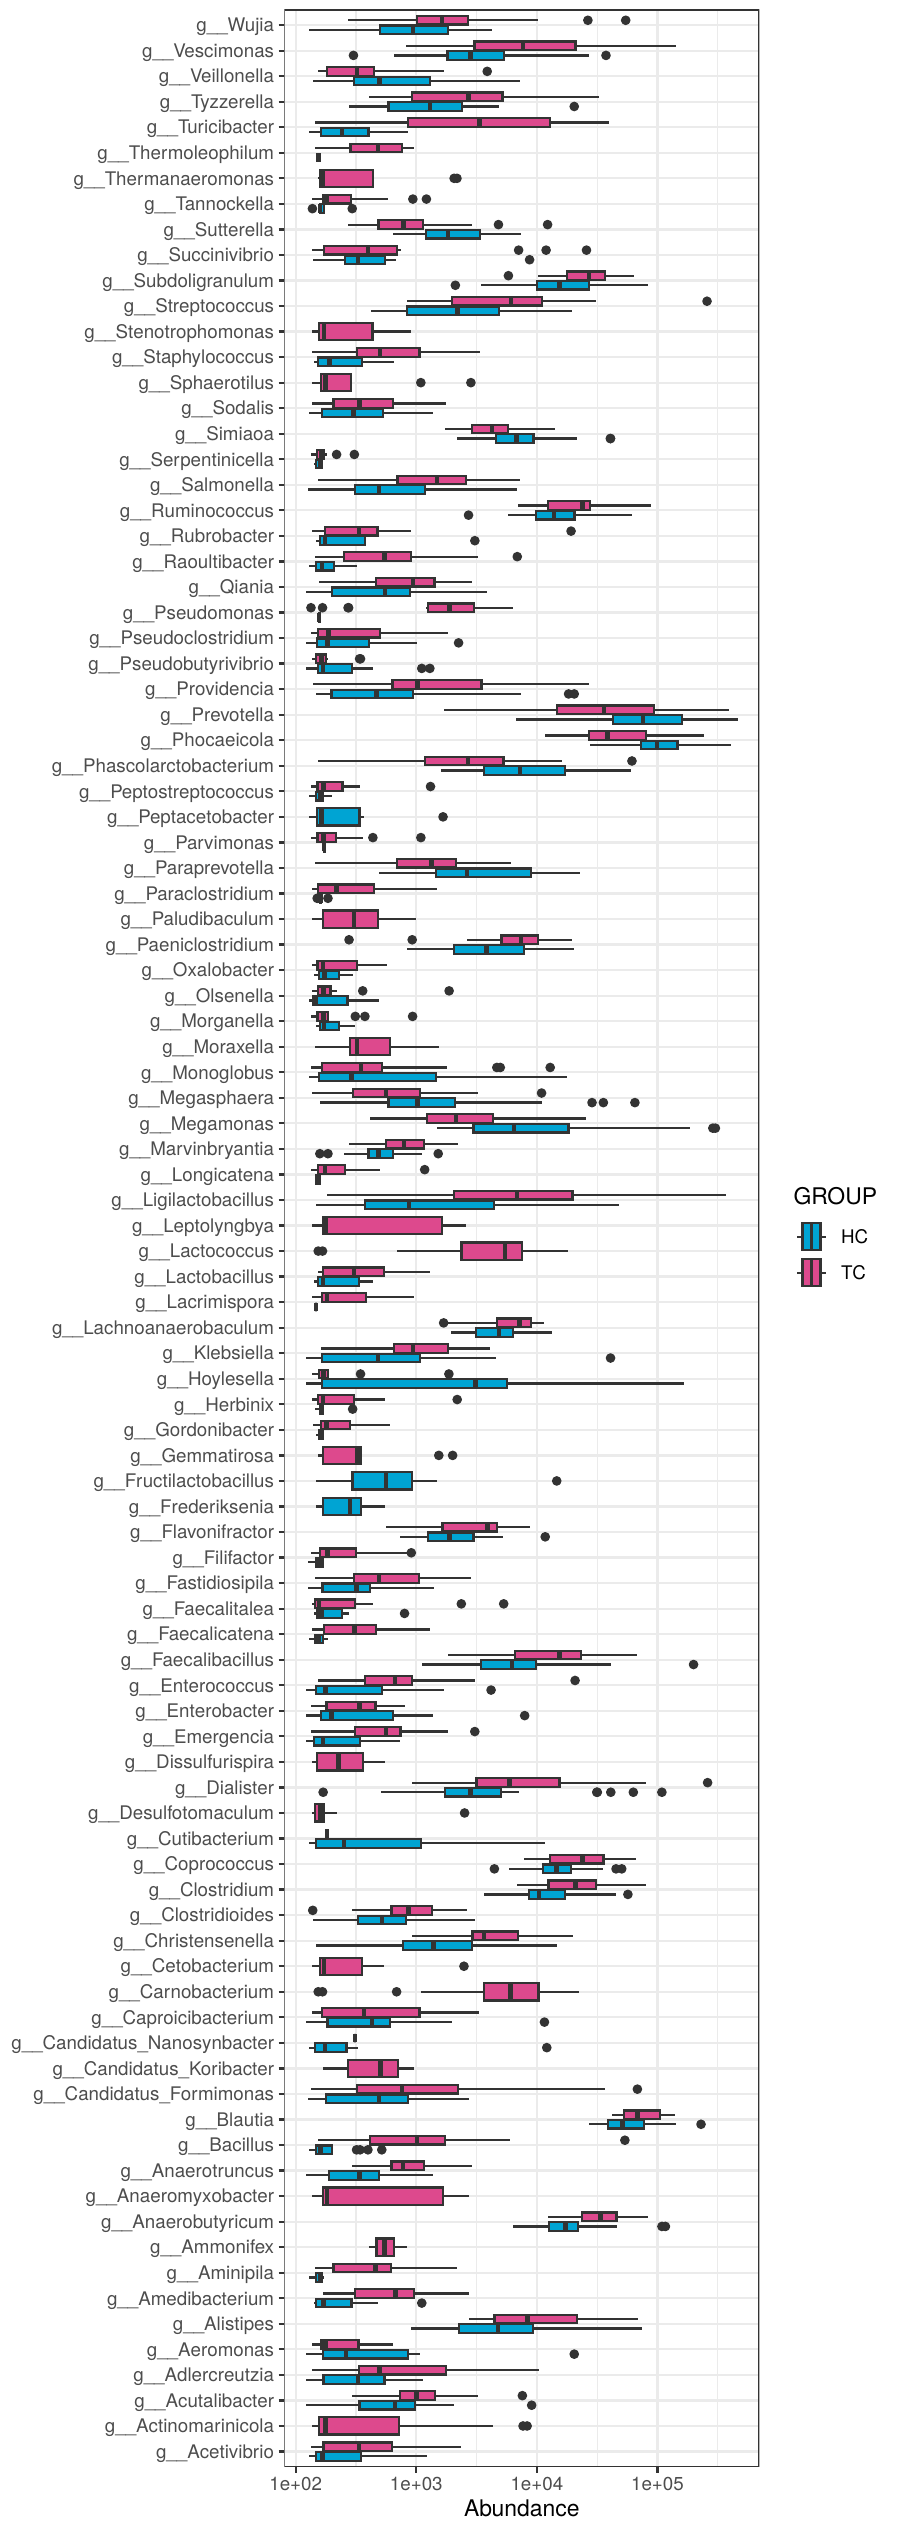 g__Wujia
g__Vescimonas
g__Veillonella
g__Tyzzerella
g__Turicibacter
g__Thermoleophilum
g__Thermanaeromonas
g__Tannockella
g__Sutterella
g__Succinivibrio
g__Subdoligranulum
g__Streptococcus
g__Stenotrophomonas
g__Staphylococcus
g__Sphaerotilus
g__Sodalis
g__Simiaoa
g__Serpentinicella
g__Salmonella
g__Ruminococcus
g__Rubrobacter
g__Raoultibacter
g__Qiania
g__Pseudomonas
g__Pseudoclostridium
g__Pseudobutyrivibrio
g__Providencia
g__Prevotella
g__Phocaeicola
g__Phascolarctobacterium
g__Peptostreptococcus
g__Peptacetobacter
g__Parvimonas
g__Paraprevotella
g__Paraclostridium
g__Paludibaculum
g__Paeniclostridium
g__Oxalobacter
g__Olsenella
g__Morganella
g__Moraxella
g__Monoglobus
g__Megasphaera
g__Megamonas
g__Marvinbryantia
g__Longicatena
g__Ligilactobacillus
g__Leptolyngbya
g__Lactococcus
g__Lactobacillus
g__Lacrimispora
g__Lachnoanaerobaculum
g__Klebsiella
g__Hoylesella
g__Herbinix
g__Gordonibacter
g__Gemmatirosa
g__Fructilactobacillus
g__Frederiksenia
g__Flavonifractor
g__Filifactor
g__Fastidiosipila
g__Faecalitalea
g__Faecalicatena
g__Faecalibacillus
g__Enterococcus
g__Enterobacter
g__Emergencia
g__Dissulfurispira
g__Dialister
g__Desulfotomaculum
g__Cutibacterium
g__Coprococcus
g__Clostridium
g__Clostridioides
g__Christensenella
g__Cetobacterium
g__Carnobacterium
g__Caproicibacterium
g__Candidatus_Nanosynbacter
g__Candidatus_Koribacter
g__Candidatus_Formimonas
g__Blautia
g__Bacillus
g__Anaerotruncus
g__Anaeromyxobacter
g__Anaerobutyricum
g__Ammonifex
g__Aminipila
g__Amedibacterium
g__Alistipes
g__Aeromonas
g__Adlercreutzia
g__Acutalibacter
g__Actinomarinicola
g__Acetivibrio
1e+02 1e+03 1e+04 1e+05
Abundance
GROUP
HC
TC